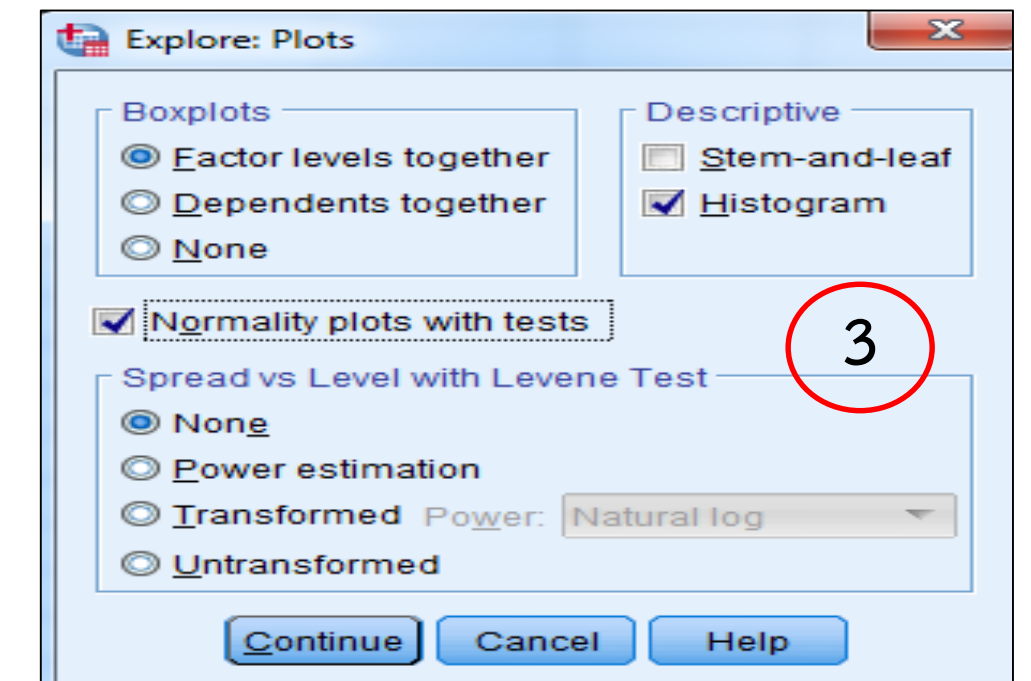 Explore: Plots
Boxplots
Factor levels together
Dependents together
None
Descriptive
Stem-and-leaf
Histogram
Normality plots with tests
3
Spread vs Level with Levene Test
None
Power estimation
Transformed Power: Natural log
Untransformed
Continue Cancel Help